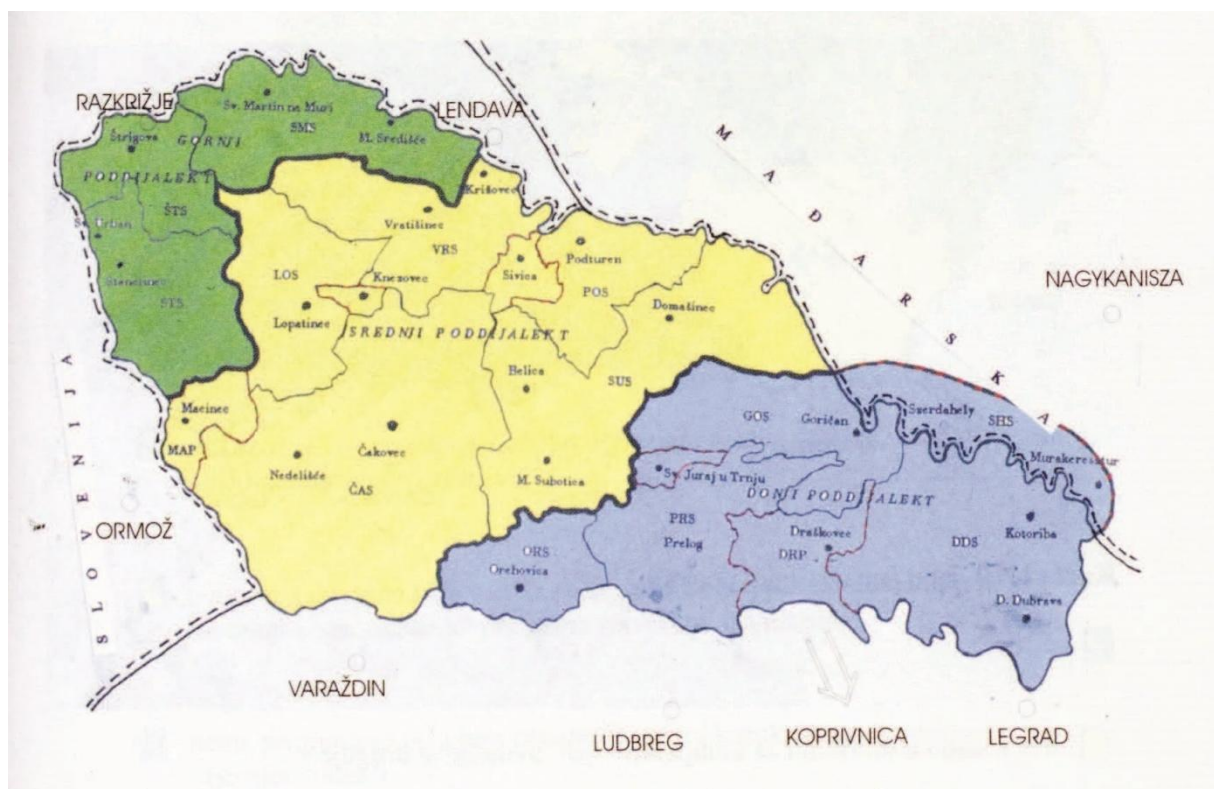 RAZKRIŽJE
LENDAVA
Sv. Martin na Muri
SMS
M. Središče
Štrigova
GORNJI
PODDIJALEKT
ŠTS
Sv. Urban
STS
Križovec
Vratišinec
VRS
Sivica
Podturen
LOS
Knezovec
POS
Lopatinec
Domašinec
SREDNJI PODDIJALEKT
Belica
SUS
Macinec
MAP
Čakovec
Nedelišće
ČAS
M. Subotica
MAĐARSKA
NAGYKANISZA
SLOVENIJA
ORMOŽ
GOS
Goričan
Szerdahely
SHS
Murakeresztur
Sv. Juraj u Trnju
DONJI PODDIJALEKT
PRS
Prelog
Draškovec
DRP
DDS
Kotoriba
ORS
Orehovica
D. Dubrava
VARAŽDIN
LUDBREG
KOPRIVNICA
LEGRAD